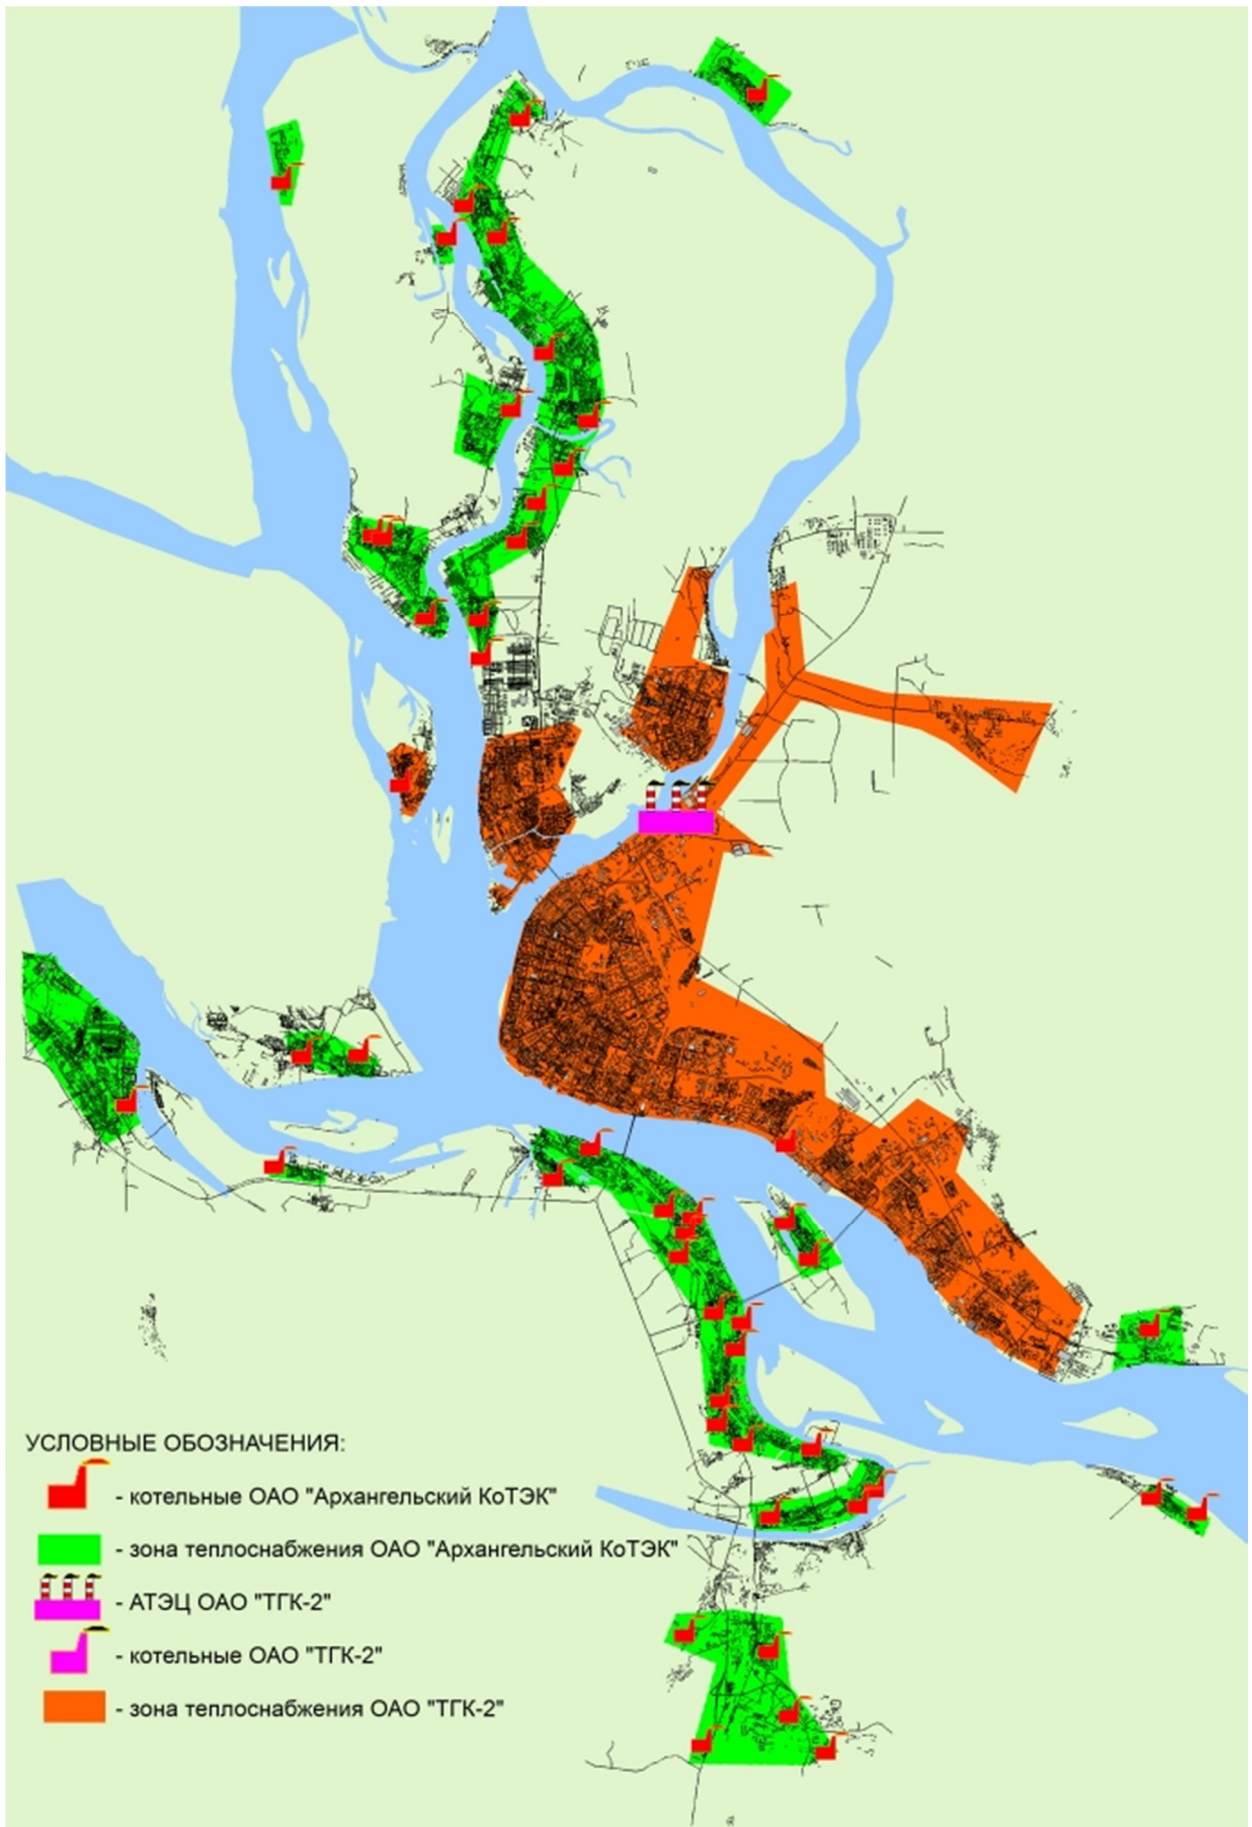 УСЛОВНЫЕ ОБОЗНАЧЕНИЯ:
- котельные ОАО "Архангельский КоТЭК"
- зона теплоснабжения ОАО "Архангельский КоТЭК"
- АТЭЦ ОАО "ТГК-2"
- котельные ОАО "ТГК-2"
- зона теплоснабжения ОАО "ТГК-2"